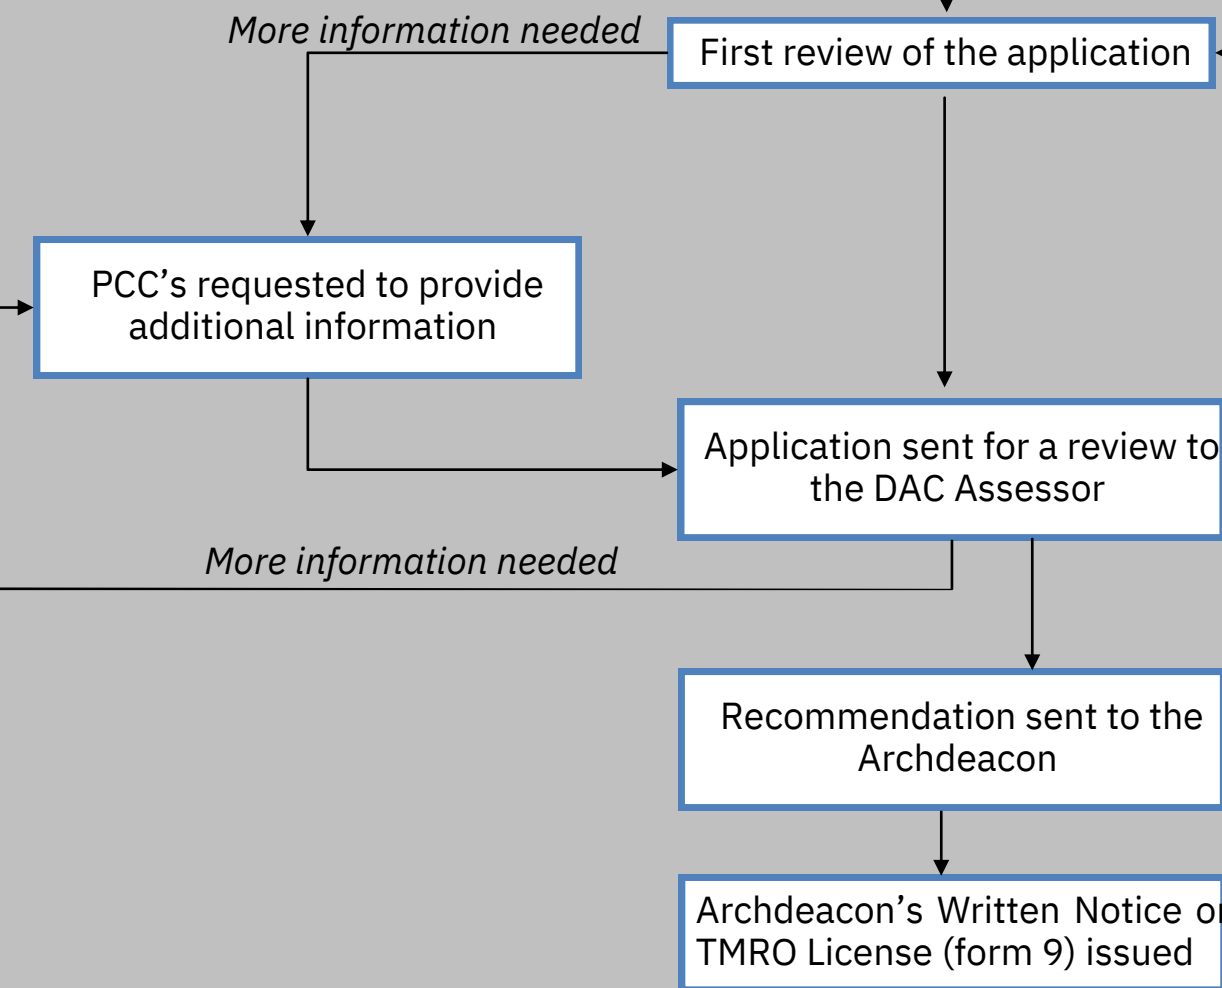 More information needed
First review of the application
PCC’s requested to provide
additional information
Application sent for a review to
the DAC Assessor
More information needed
Recommendation sent to the
Archdeacon
Archdeacon’s Written Notice or
TMRO License (form 9) issued